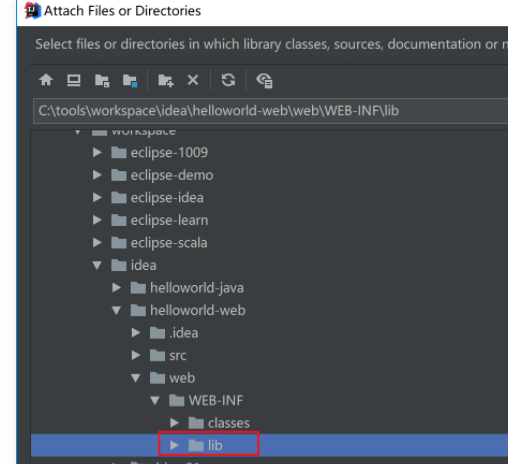 Attach Files or Directories
Select files or directories in which library classes, sources, documentation or
C:\tools\workspace\idea\helloworld-web\web\WEB-INF\lib
workspace
eclipse-1009
eclipse-demo
eclipse-idea
eclipse-learn
eclipse-scala
idea
helloworld-java
helloworld-web
.idea
src
web
WEB-INF
classes
lib